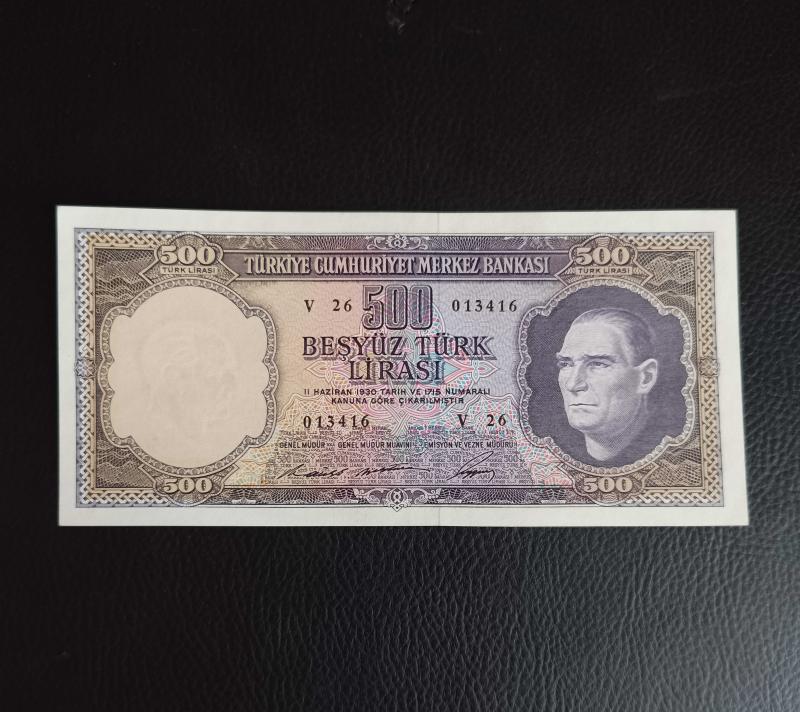 500 500
TÜRK LİRASI TÜRK LİRASI
TÜRKİYE CUMHURİYET MERKEZ BANKASI
V 26 500 013416
BEŞYÜZ TÜRK
LİRASI
11 HAZİRAN 1930 TARİH VE 1715 NUMARALI
KANUNA GÖRE ÇIKARILMIŞTIR
013416 V 26
GENEL MÜDÜR GENEL MÜDÜR MUAVİNİ EMİSYON VE VEZNE MÜDÜRÜ
500 500